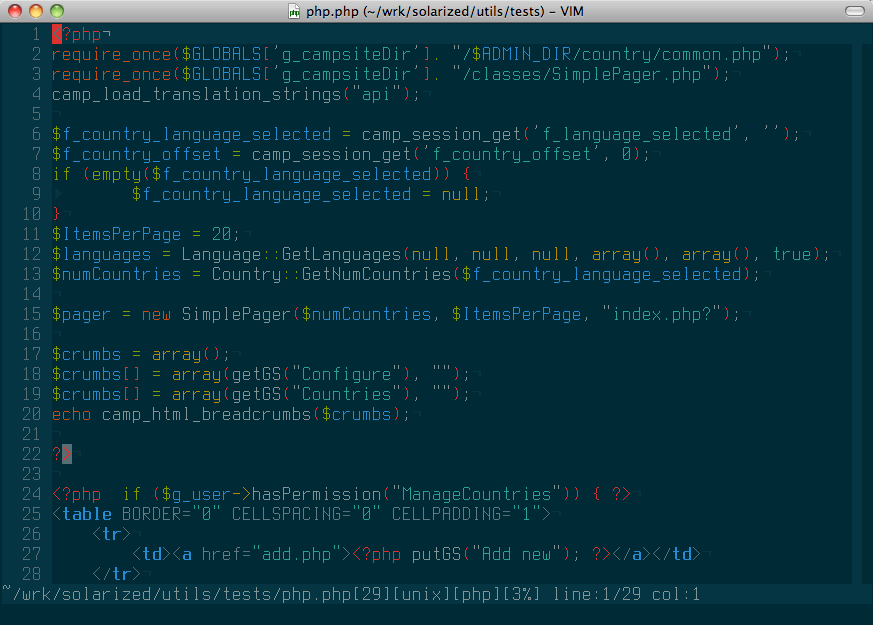 php.php (~/wrk/solarized/utils/tests) – VIM
1 <?php¬
2 require_once($GLOBALS['g_campsiteDir']. "/$ADMIN_DIR/country/common.php");¬
3 require_once($GLOBALS['g_campsiteDir']. "/classes/SimplePager.php");¬
4 camp_load_translation_strings("api");¬
5 ¬
6 $f_country_language_selected = camp_session_get('f_language_selected', '');¬
7 $f_country_offset = camp_session_get('f_country_offset', 0);¬
8 if (empty($f_country_language_selected)) {¬
9 ▸       $f_country_language_selected = null;¬
10 }¬
11 $ItemsPerPage = 20;¬
12 $languages = Language::GetLanguages(null, null, null, array(), array(), true);¬
13 $numCountries = Country::GetNumCountries($f_country_language_selected);¬
14 ¬
15 $pager = new SimplePager($numCountries, $ItemsPerPage, "index.php?");¬
16 ¬
17 $crumbs = array();¬
18 $crumbs[] = array(getGS("Configure"), "");¬
19 $crumbs[] = array(getGS("Countries"), "");¬
20 echo camp_html_breadcrumbs($crumbs);¬
21 ¬
22 ?>¬
23 ¬
24 <?php  if ($g_user->hasPermission("ManageCountries")) { ?>¬
25 <table BORDER="0" CELLSPACING="0" CELLPADDING="1">¬
26     <tr>¬
27         <td><a href="add.php"><?php putGS("Add new"); ?></a></td>¬
28     </tr>¬
~/wrk/solarized/utils/tests/php.php[29][unix][php][3%] line:1/29 col:1